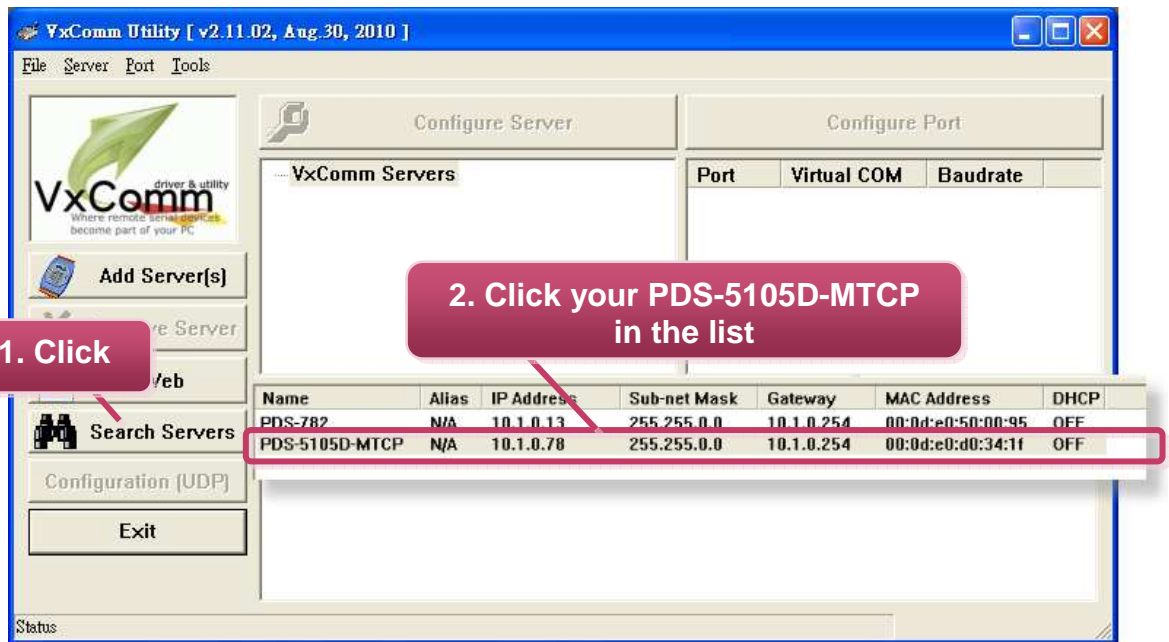 VxComm Utility [ v2.11.02, Aug.30, 2010 ]
File Server Port Tools
VxComm
driver & utility
Where remote serial devices
become part of your PC
Configure Server
Configure Port
VxComm Servers
Port Virtual COM Baudrate
Add Server(s)
Server
1. Click
2. Click your PDS-5105D-MTCP
in the list
Search Servers
Configuration (UDP)
Exit
Name Alias IP Address Sub-net Mask Gateway MAC Address DHCP
PDS-782 N/A 10.1.0.13 255.255.0.0 10.1.0.254 00:0d:e0:50:00:95 OFF
PDS-5105D-MTCP N/A 10.1.0.78 255.255.0.0 10.1.0.254 00:0d:e0:d0:34:1f OFF
Status